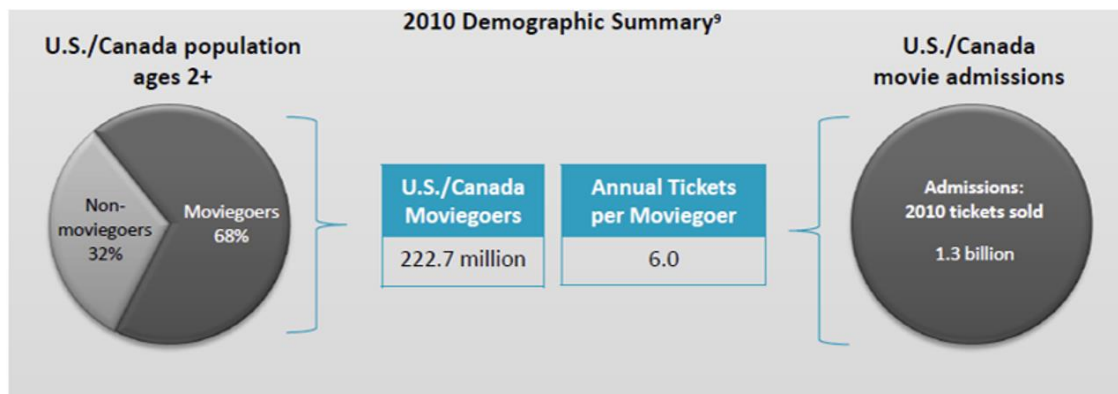 2010 Demographic Summary⁹
U.S./Canada population
ages 2+
Non-
moviegoers
32%
Moviegoers
68%
U.S./Canada
Moviegoers
222.7 million
Annual Tickets
per Moviegoer
6.0
U.S./Canada
movie admissions
Admissions:
2010 tickets sold
1.3 billion